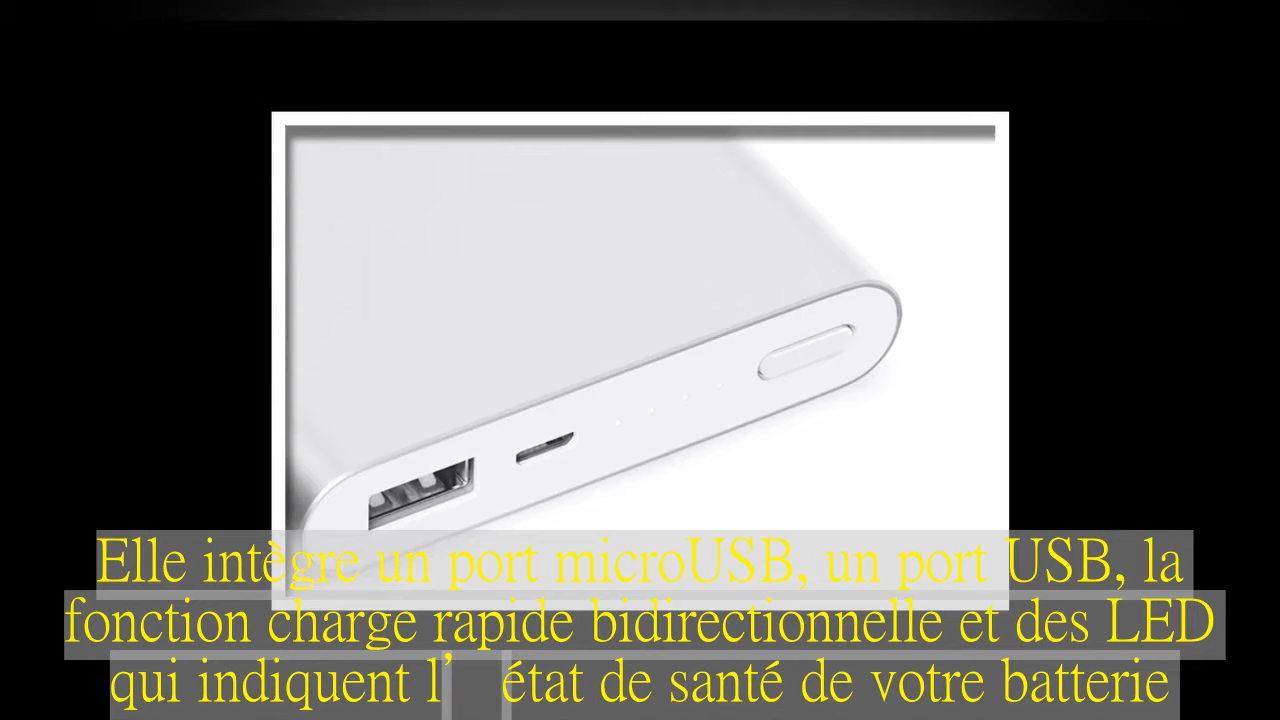 Elle intègre un port microUSB, un port USB, la
fonction charge rapide bidirectionnelle et des LED
qui indiquent l’état de santé de votre batterie